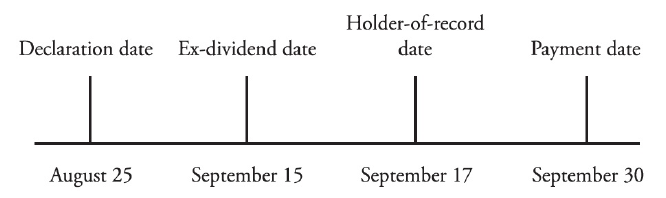 Declaration date
Ex-dividend date
Holder-of-record
date
Payment date
August 25
September 15
September 17
September 30